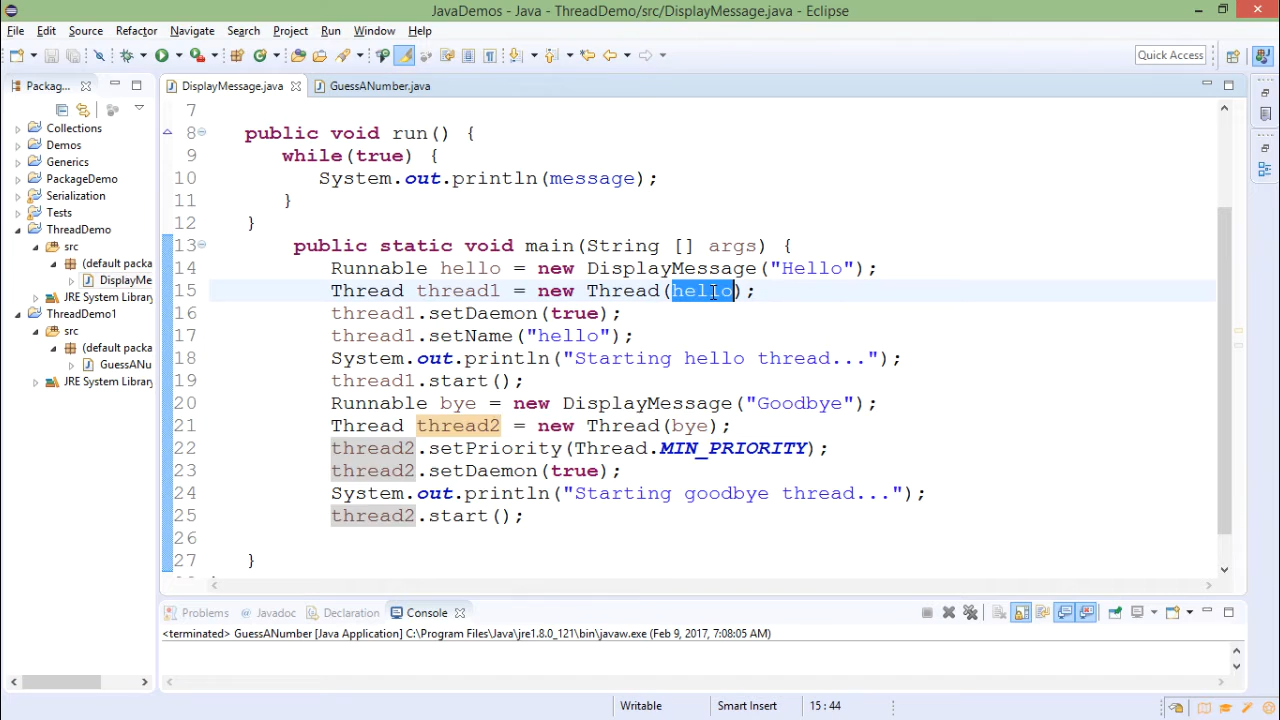 JavaDemos - Java - ThreadDemo/src/DisplayMessage.java - Eclipse
File Edit Source Refactor Navigate Search Project Run Window Help
Quick Access
Packag...
DisplayMessage.java
GuessANumber.java
Collections
Demos
Generics
PackageDemo
Serialization
Tests
ThreadDemo
src
(default packa
DisplayMe
JRE System Library
ThreadDemo1
src
(default packa
GuessANu
JRE System Library
7
8 public void run() {
9 while(true) {
10 System.out.println(message);
11 }
12 }
13 public static void main(String [] args) {
14 Runnable hello = new DisplayMessage("Hello");
15 Thread thread1 = new Thread(hello);
16 thread1.setDaemon(true);
17 thread1.setName("hello");
18 System.out.println("Starting hello thread...");
19 thread1.start();
20 Runnable bye = new DisplayMessage("Goodbye");
21 Thread thread2 = new Thread(bye);
22 thread2.setPriority(Thread.MIN_PRIORITY);
23 thread2.setDaemon(true);
24 System.out.println("Starting goodbye thread...");
25 thread2.start();
26
27 }
Problems @ Javadoc Declaration Console
<terminated> GuessANumber [Java Application] C:\Program Files\Java\jre1.8.0_121\bin\javaw.exe (Feb 9, 2017, 7:08:05 AM)
Writable Smart Insert 15 : 44